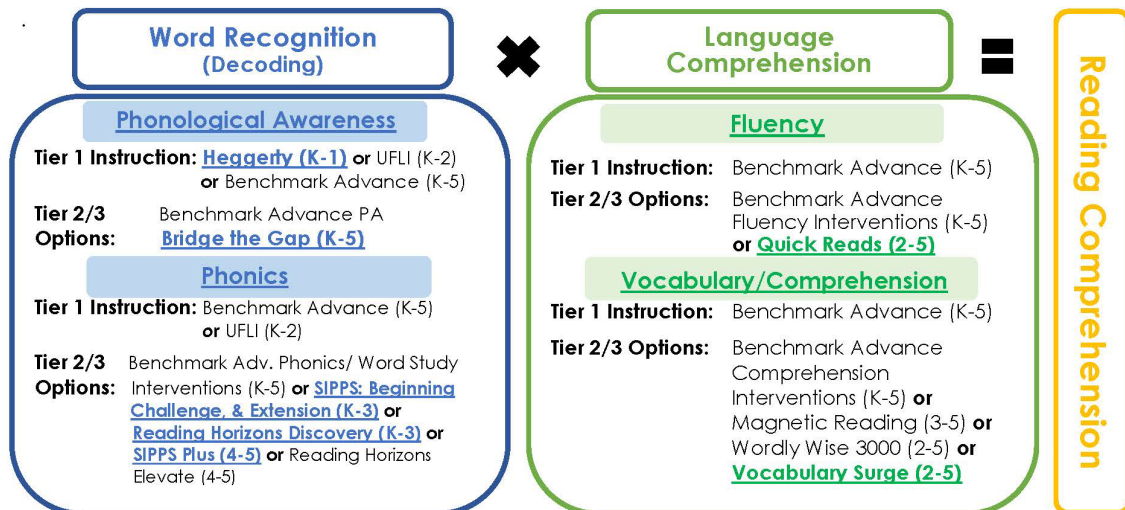 Word Recognition
(Decoding)
✖
Language
Comprehension
=
Reading Comprehension
Phonological Awareness
Tier 1 Instruction: Heggerty (K-1) or UFLI (K-2)
or Benchmark Advance (K-5)
Tier 2/3 Benchmark Advance PA
Options: Bridge the Gap (K-5)
Phonics
Tier 1 Instruction: Benchmark Advance (K-5)
or UFLI (K-2)
Tier 2/3 Benchmark Adv. Phonics/ Word Study
Options: Interventions (K-5) or SIPPS: Beginning
Challenge, & Extension (K-3) or
Reading Horizons Discovery (K-3) or
SIPPS Plus (4-5) or Reading Horizons
Elevate (4-5)
Fluency
Tier 1 Instruction: Benchmark Advance (K-5)
Tier 2/3 Options: Benchmark Advance
Fluency Interventions (K-5)
or Quick Reads (2-5)
Vocabulary/Comprehension
Tier 1 Instruction: Benchmark Advance (K-5)
Tier 2/3 Options: Benchmark Advance
Comprehension
Interventions (K-5) or
Magnetic Reading (3-5) or
Wordly Wise 3000 (2-5) or
Vocabulary Surge (2-5)